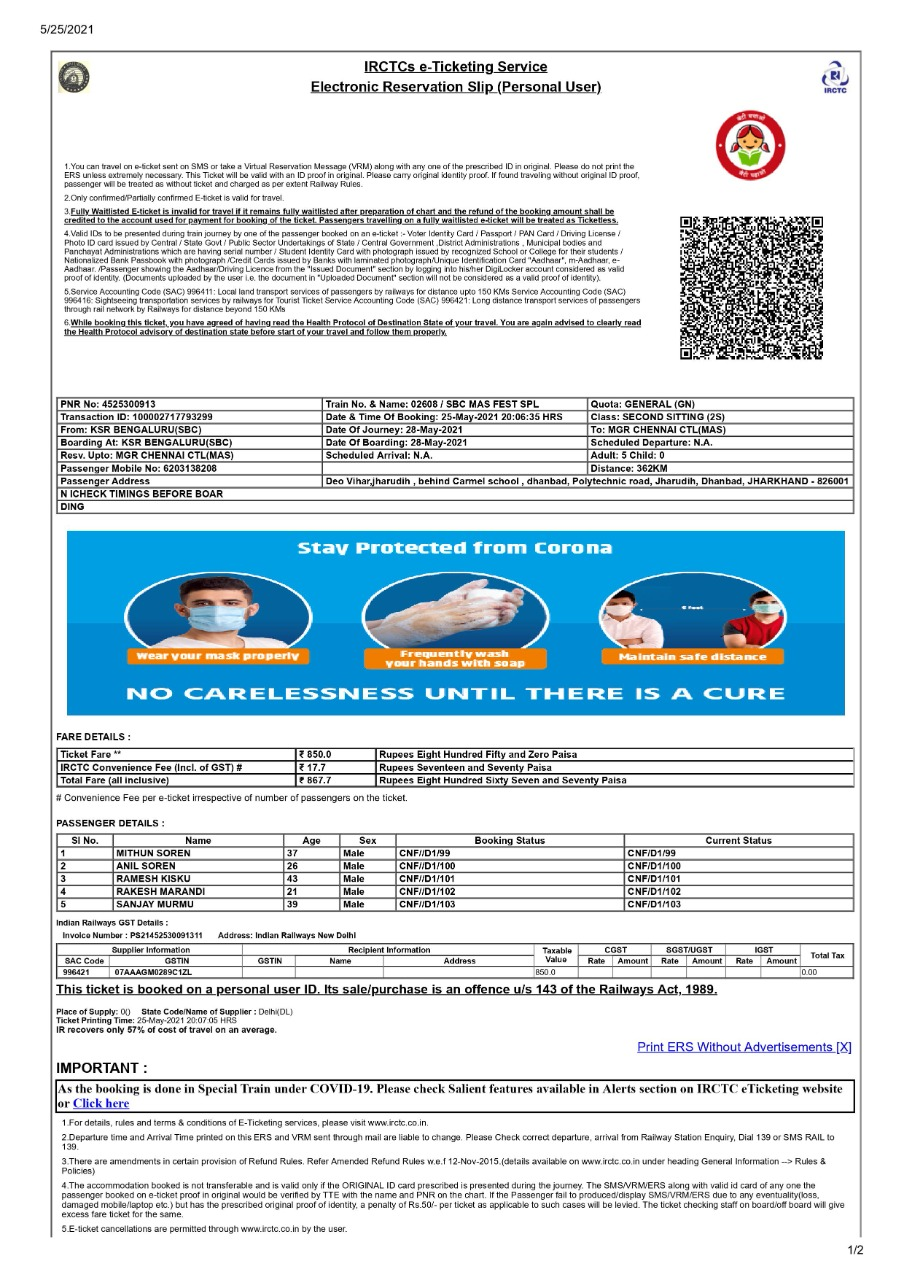 5/25/2021
IRCTCs e-Ticketing Service
Electronic Reservation Slip (Personal User)
IRCTC
बेटी बचाओ
बेटी पढ़ाओ
1.You can travel on e-ticket sent on SMS or take a Virtual Reservation Message (VRM) along with any one of the prescribed ID in original. Please do not print the
ERS unless extremely necessary. This Ticket will be valid with an ID proof in original. Please carry original identity proof. If found traveling without original ID proof,
passenger will be treated as without ticket and charged as per extent Railway Rules.
2.Only confirmed/Partially confirmed E-ticket is valid for travel.
3.Fully Waitlisted E-ticket is invalid for travel if it remains fully waitlisted after preparation of chart and the refund of the booking amount shall be
credited to the account used for payment for booking of the ticket. Passengers travelling on a fully waitlisted e-ticket will be treated as Ticketless.
4.Valid IDs to be presented during train journey by one of the passenger booked on an e-ticket :- Voter Identity Card / Passport / PAN Card / Driving License /
Photo ID card issued by Central / State Govt / Public Sector Undertakings of State / Central Government ,District Administrations , Municipal bodies and
Panchayat Administrations which are having serial number / Student Identity Card with photograph issued by recognized School or College for their students /
Nationalized Bank Passbook with photograph /Credit Cards issued by Banks with laminated photograph/Unique Identification Card "Aadhaar", m-Aadhaar, e-
Aadhaar. /Passenger showing the Aadhaar/Driving Licence from the "Issued Document" section by logging into his/her DigiLocker account considered as valid
proof of identity. (Documents uploaded by the user i.e. the document in "Uploaded Document" section will not be considered as a valid proof of identity).
5.Service Accounting Code (SAC) 996411: Local land transport services of passengers by railways for distance upto 150 KMs Service Accounting Code (SAC)
996416: Sightseeing transportation services by railways for Tourist Ticket Service Accounting Code (SAC) 996421: Long distance transport services of passengers
through rail network by Railways for distance beyond 150 KMs
6.While booking this ticket, you have agreed of having read the Health Protocol of Destination State of your travel. You are again advised to clearly read
the Health Protocol advisory of destination state before start of your travel and follow them properly.
PNR No: 4525300913 Train No. & Name: 02608 / SBC MAS FEST SPL Quota: GENERAL (GN)
Transaction ID: 100002717793299 Date & Time Of Booking: 25-May-2021 20:06:35 HRS Class: SECOND SITTING (2S)
From: KSR BENGALURU(SBC) Date Of Journey: 28-May-2021 To: MGR CHENNAI CTL(MAS)
Boarding At: KSR BENGALURU(SBC) Date Of Boarding: 28-May-2021 Scheduled Departure: N.A.
Resv. Upto: MGR CHENNAI CTL(MAS) Scheduled Arrival: N.A. Adult: 5 Child: 0
Passenger Mobile No: 6203138208 Distance: 362KM
Passenger Address Deo Vihar,jharudih , behind Carmel school , dhanbad, Polytechnic road, Jharudih, Dhanbad, JHARKHAND - 826001
N ICHECK TIMINGS BEFORE BOAR
DING
Stay Protected from Corona
6 Feet
Wear your mask properly
Frequently wash
your hands with soap
Maintain safe distance
NO CARELESSNESS UNTIL THERE IS A CURE
FARE DETAILS :
Ticket Fare ** ₹ 850.0 Rupees Eight Hundred Fifty and Zero Paisa
IRCTC Convenience Fee (Incl. of GST) # ₹ 17.7 Rupees Seventeen and Seventy Paisa
Total Fare (all inclusive) ₹ 867.7 Rupees Eight Hundred Sixty Seven and Seventy Paisa
# Convenience Fee per e-ticket irrespective of number of passengers on the ticket.
PASSENGER DETAILS :
Sl No. Name Age Sex Booking Status Current Status
1 MITHUN SOREN 37 Male CNF//D1/99 CNF/D1/99
2 ANIL SOREN 26 Male CNF//D1/100 CNF/D1/100
3 RAMESH KISKU 43 Male CNF//D1/101 CNF/D1/101
4 RAKESH MARANDI 21 Male CNF//D1/102 CNF/D1/102
5 SANJAY MURMU 39 Male CNF//D1/103 CNF/D1/103
Indian Railways GST Details :
Invoice Number : PS21452530091311 Address: Indian Railways New Delhi
Supplier Information Recipient Information Taxable Value CGST SGST/UGST IGST Total Tax
SAC Code GSTIN GSTIN Name Address Rate Amount Rate Amount Rate Amount
996421 07AAAGM0289C1ZL 850.0 0.00
This ticket is booked on a personal user ID. Its sale/purchase is an offence u/s 143 of the Railways Act, 1989.
Place of Supply: 0() State Code/Name of Supplier : Delhi(DL)
Ticket Printing Time: 25-May-2021 20:07:05 HRS
IR recovers only 57% of cost of travel on an average.
Print ERS Without Advertisements [X]
IMPORTANT :
As the booking is done in Special Train under COVID-19. Please check Salient features available in Alerts section on IRCTC eTicketing website
or Click here
1.For details, rules and terms & conditions of E-Ticketing services, please visit www.irctc.co.in.
2.Departure time and Arrival Time printed on this ERS and VRM sent through mail are liable to change. Please Check correct departure, arrival from Railway Station Enquiry, Dial 139 or SMS RAIL to
139.
3.There are amendments in certain provision of Refund Rules. Refer Amended Refund Rules w.e.f 12-Nov-2015.(details available on www.irctc.co.in under heading General Information --> Rules &
Policies)
4.The accommodation booked is not transferable and is valid only if the ORIGINAL ID card prescribed is presented during the journey. The SMS/VRM/ERS along with valid id card of any one the
passenger booked on e-ticket proof in original would be verified by TTE with the name and PNR on the chart. If the Passenger fail to produce/display SMS/VRM/ERS due to any eventuality(loss,
damaged mobile/laptop etc.) but has the prescribed original proof of identity, a penalty of Rs.50/- per ticket as applicable to such cases will be levied. The ticket checking staff on board/off board will give
excess fare ticket for the same.
5.E-ticket cancellations are permitted through www.irctc.co.in by the user.
1/2